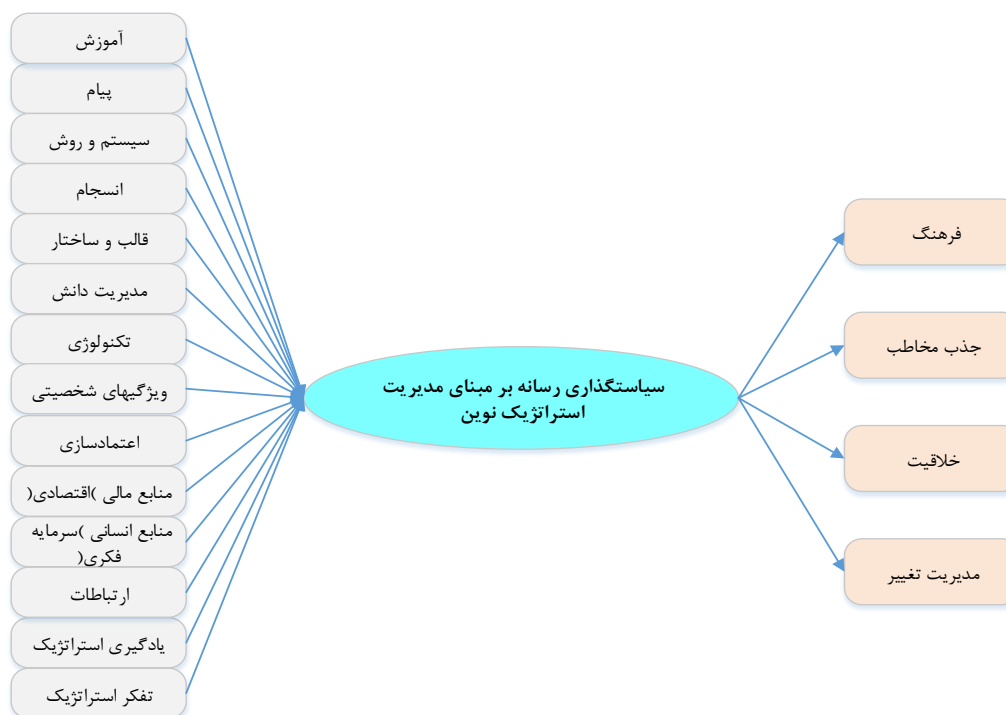 آموزش
پیام
سیستم و روش
انسجام
قالب و ساختار
مدیریت دانش
تکنولوژی
ویژگیهای شخصیتی
اعتمادسازی
منابع مالی )اقتصادی(
منابع انسانی )سرمایه
فکری(
ارتباطات
یادگیری استراتژیک
تفکر استراتژیک
سیاستگذاری رسانه بر مبنای مدیریت
استراتژیک نوین
فرهنگ
جذب مخاطب
خلاقیت
مدیریت تغییر